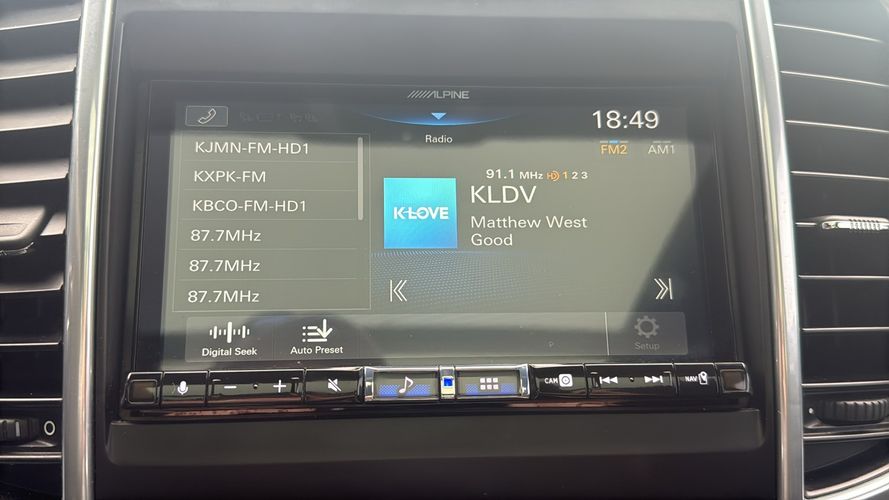 ALPINE
18:49
Radio
FM2 AM1
KJMN-FM-HD1
KXPK-FM
KBCO-FM-HD1
87.7MHz
87.7MHz
87.7MHz
91.1 MHz HD 1 2 3
K-LOVE
KLDV
Matthew West
Good
Digital Seek
Auto Preset
P
Setup
CAM
NAV